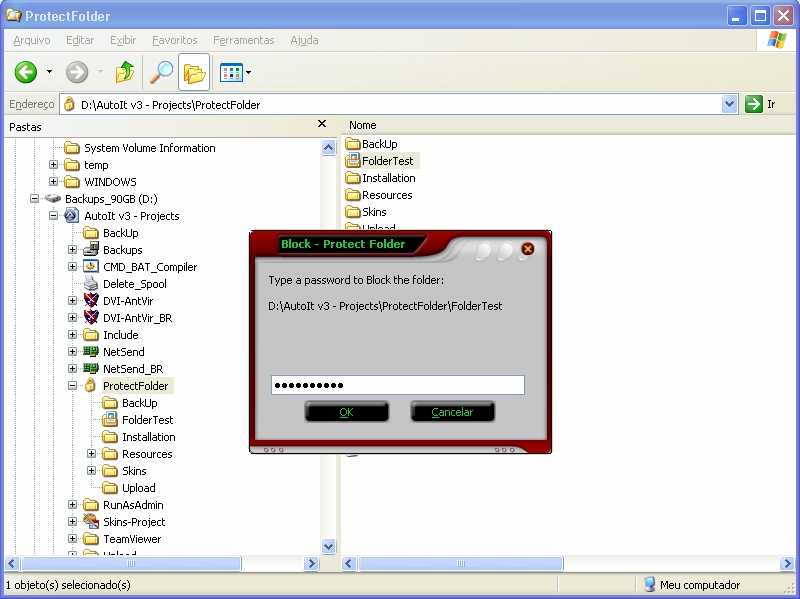 ProtectFolder
Arquivo Editar Exibir Favoritos Ferramentas Ajuda
Endereço D:\AutoIt v3 - Projects\ProtectFolder Ir
Pastas
System Volume Information
temp
WINDOWS
Backups_90GB (D:)
AutoIt v3 - Projects
BackUp
Backups
CMD_BAT_Compiler
Delete_Spool
DVI-AntVir
DVI-AntVir_BR
Include
NetSend
NetSend_BR
ProtectFolder
BackUp
FolderTest
Installation
Resources
Skins
Upload
RunAsAdmin
Skins-Project
TeamViewer
Upload
Nome
BackUp
FolderTest
Installation
Resources
Skins
Upload
Block - Protect Folder
Type a password to Block the folder:
D:\AutoIt v3 - Projects\ProtectFolder\FolderTest
OK Cancelar
1 objeto(s) selecionado(s) Meu computador